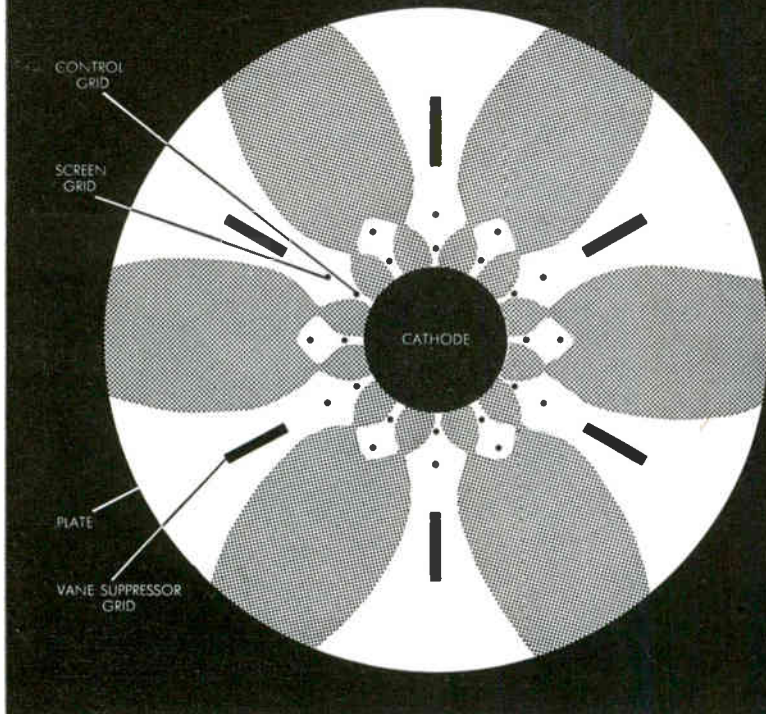 CONTROL
GRID
SCREEN
GRID
CATHODE
PLATE
VANE SUPPRESSOR
GRID